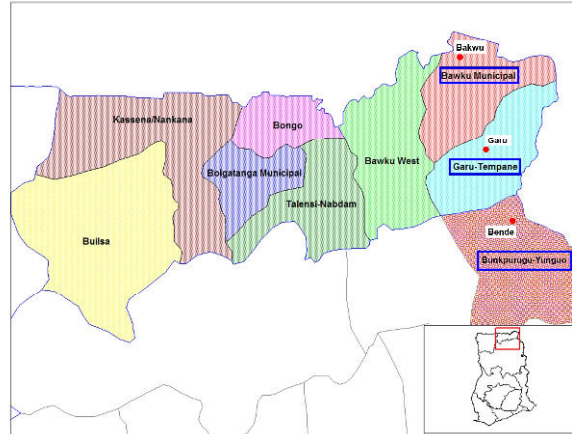 Bakwu
Bawku Municipal
Kassena/Nankana
Bongo
Garu
Bawku West
Garu-Tempane
Bolgatanga Municipal
Talensi-Nabdam
Bende
Builsa
Bunkpurugu-Yunguo